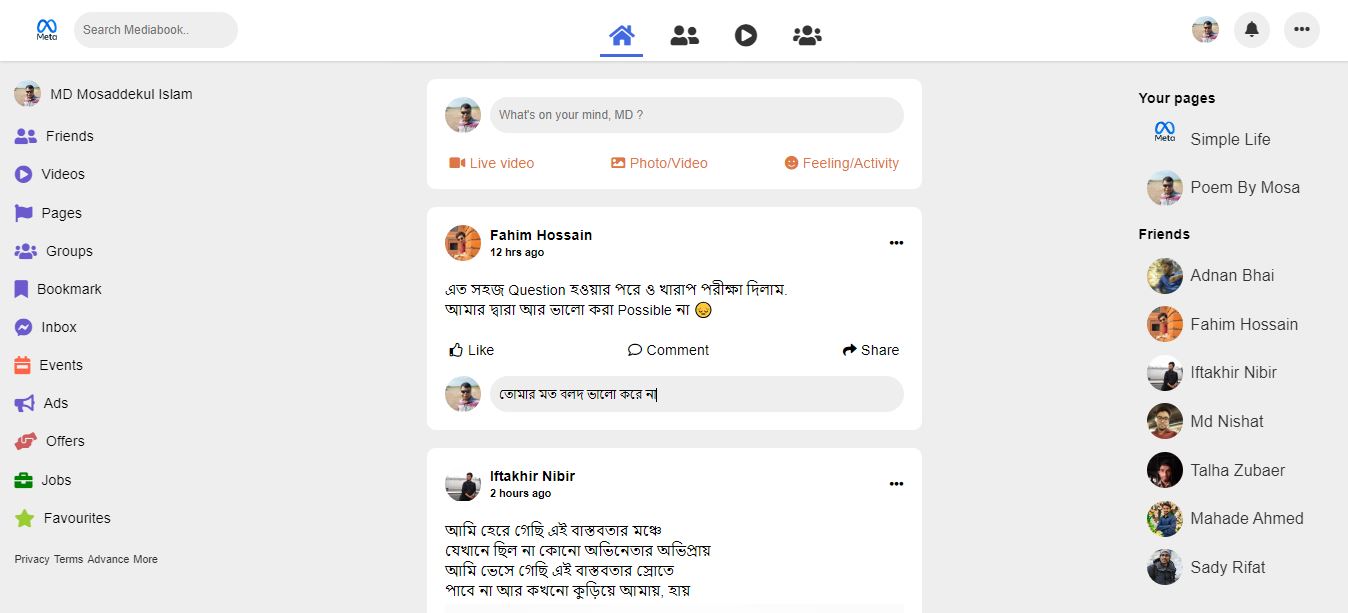 Meta
Search Mediabook..
MD Mosaddekul Islam
Friends
Videos
Pages
Groups
Bookmark
Inbox
Events
Ads
Offers
Jobs
Favourites
Privacy Terms Advance More
What's on your mind, MD ?
Live video
Photo/Video
Feeling/Activity
Fahim Hossain
12 hrs ago
এত সহজ Question হওয়ার পরে ও খারাপ পরীক্ষা দিলাম.
আমার দ্বারা আর ভালো করা Possible না 😞
Like
Comment
Share
তোমার মত বলদ ভালো করে না
Iftakhir Nibir
2 hours ago
আমি হেরে গেছি এই বাস্তবতার মঞ্চে
যেখানে ছিল না কোনো অভিনেতার অভিপ্রায়
আমি ভেসে গেছি এই বাস্তবতার স্রোতে
পাবে না আর কখনো কুড়িয়ে আমায়, হায়
Your pages
Meta
Simple Life
Poem By Mosa
Friends
Adnan Bhai
Fahim Hossain
Iftakhir Nibir
Md Nishat
Talha Zubaer
Mahade Ahmed
Sady Rifat